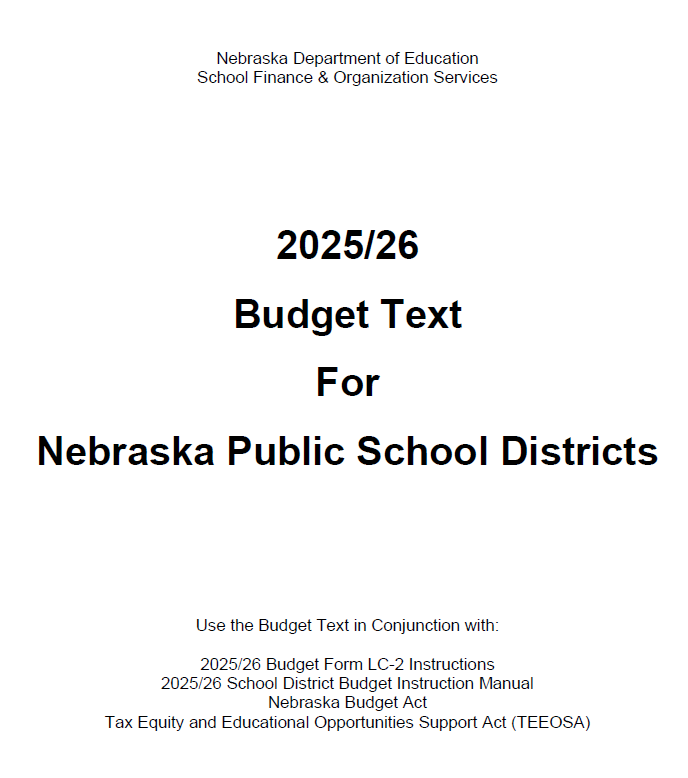 Nebraska Department of Education
School Finance & Organization Services
2025/26
Budget Text
For
Nebraska Public School Districts
Use the Budget Text in Conjunction with:
2025/26 Budget Form LC-2 Instructions
2025/26 School District Budget Instruction Manual
Nebraska Budget Act
Tax Equity and Educational Opportunities Support Act (TEEOSA)